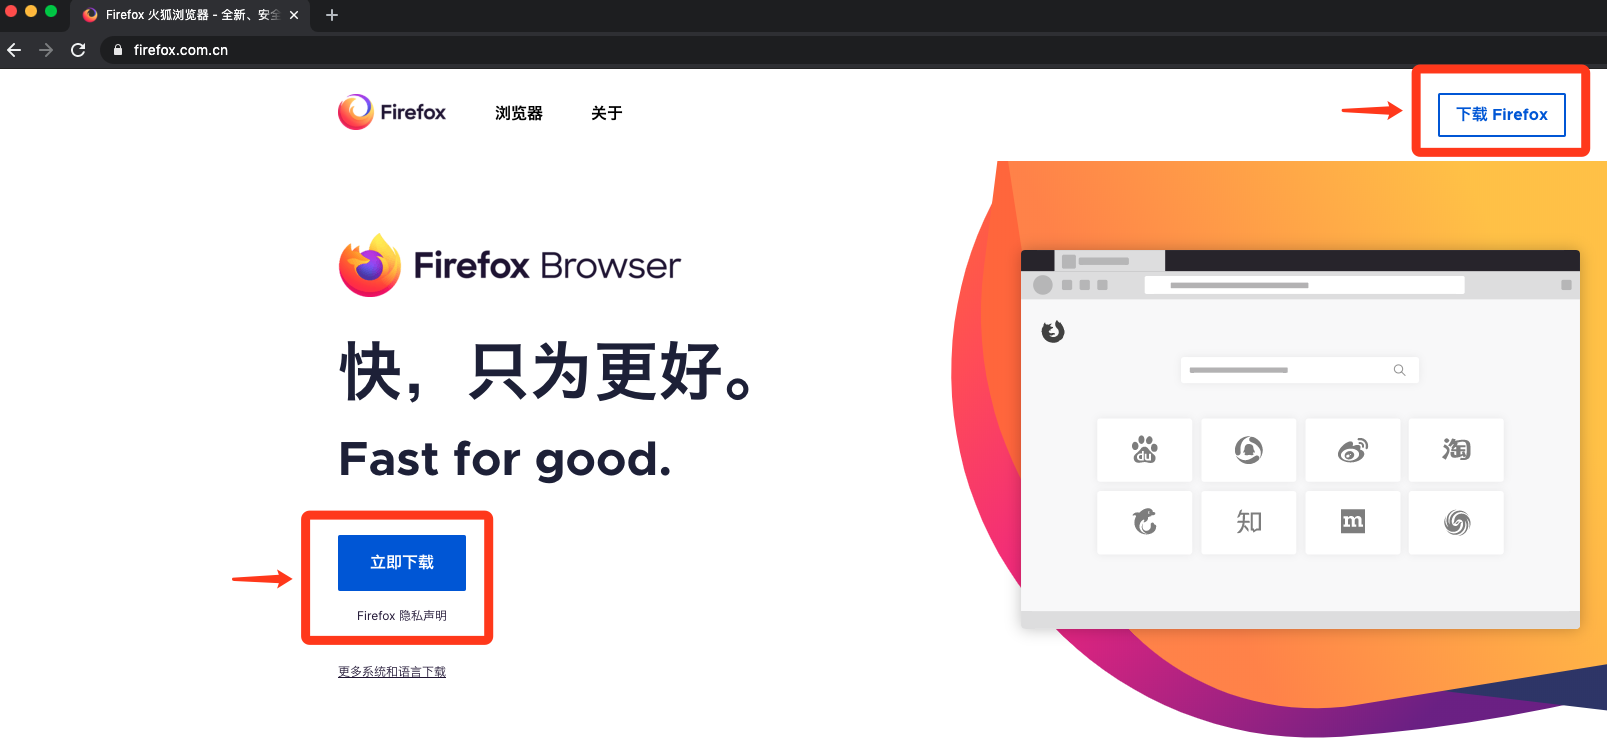 Firefox 火狐浏览器 - 全新、安全
firefox.com.cn
Firefox
浏览器
关于
下载 Firefox
Firefox Browser
快，只为更好。
Fast for good.
立即下载
Firefox 隐私声明
更多系统和语言下载
du
淘
知
m